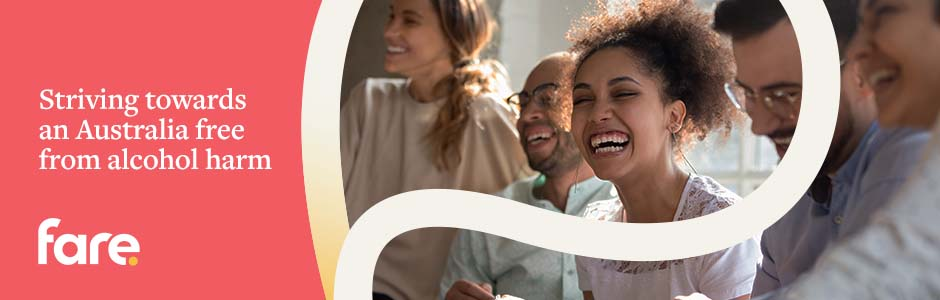 Striving towards
an Australia free
from alcohol harm
fare.